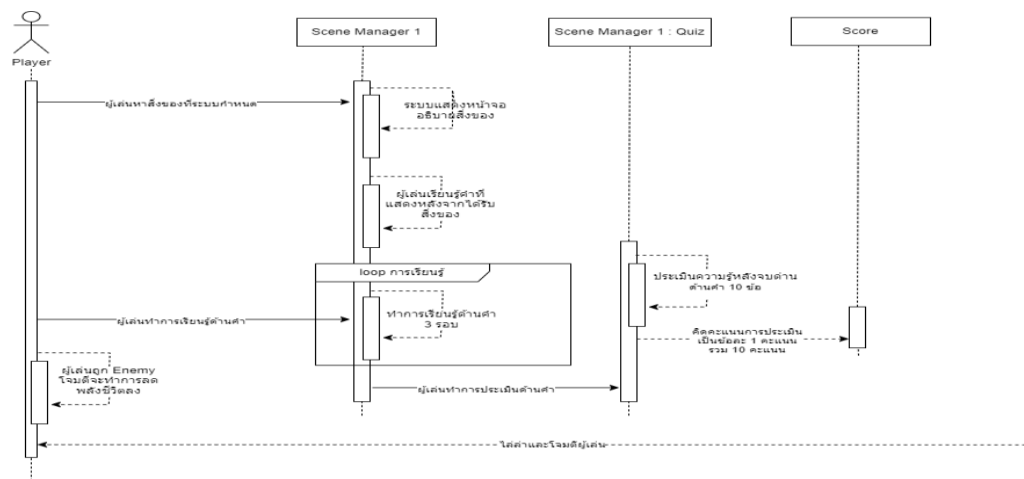 Scene Manager 1
Scene Manager 1 : Quiz
Score
Player
ผู้เล่นหาสิ่งของที่ระบบกำหนด
ระบบแสดงหน้าจอ
อธิบายสิ่งของ
ผู้เล่นเรียนรู้คำที่
แสดงหลังจากได้รับ
สิ่งของ
loop การเรียนรู้
ประเมินความรู้หลังจบด่าน
ด้านคำ 10 ข้อ
ผู้เล่นทำการเรียนรู้ด้านคำ
ทำการเรียนรู้ด้านคำ
3 รอบ
คิดคะแนนการประเมิน
เป็นข้อละ 1 คะแนน
รวม 10 คะแนน
ผู้เล่นถูก Enemy
โจมตีจะทำการลด
พลังชีวิตลง
ผู้เล่นทำการประเมินด้านคำ
ไล่ล่าและโจมตีผู้เล่น